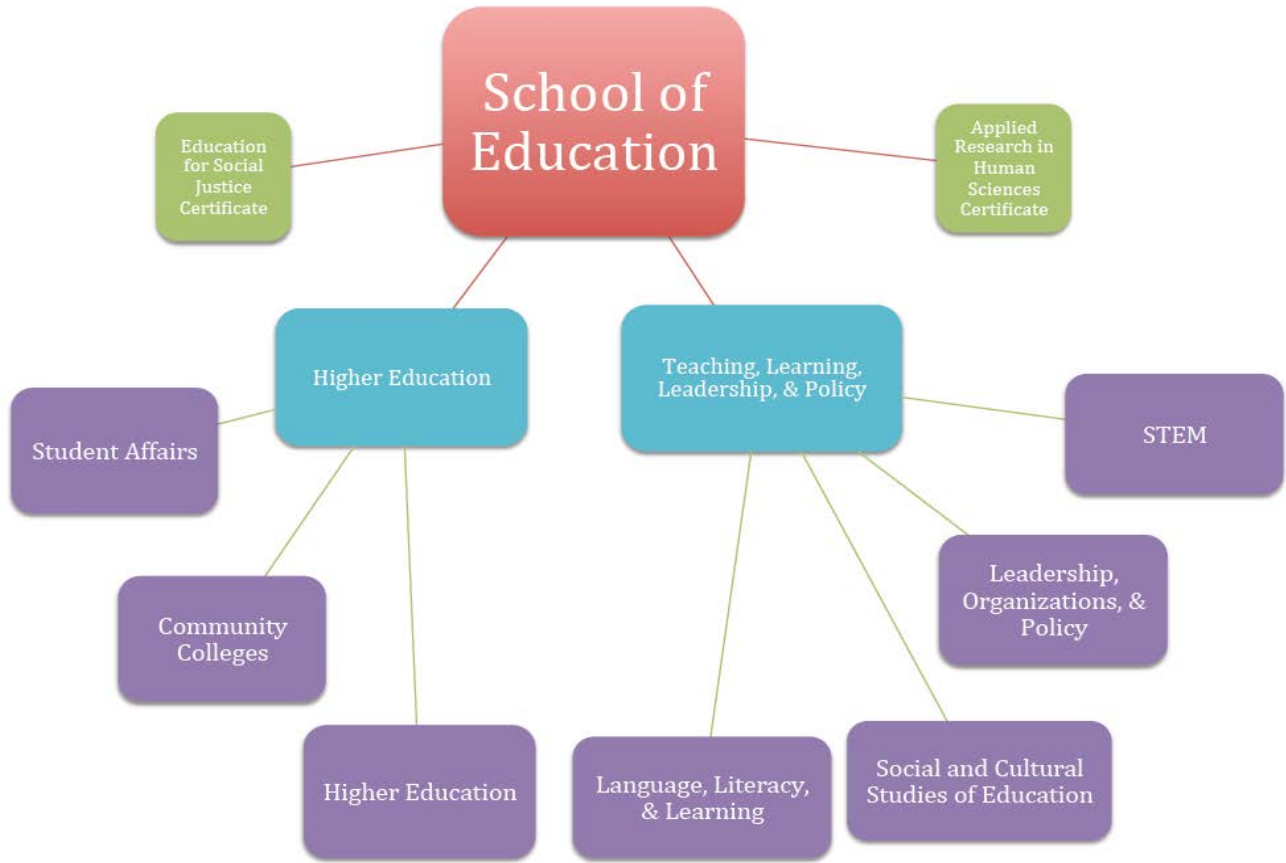 School of
Education
Education
for Social
Justice
Certificate
Applied
Research in
Human
Sciences
Certificate
Higher Education
Teaching, Learning,
Leadership, & Policy
Student Affairs
STEM
Community
Colleges
Leadership,
Organizations, &
Policy
Higher Education
Language, Literacy,
& Learning
Social and Cultural
Studies of Education